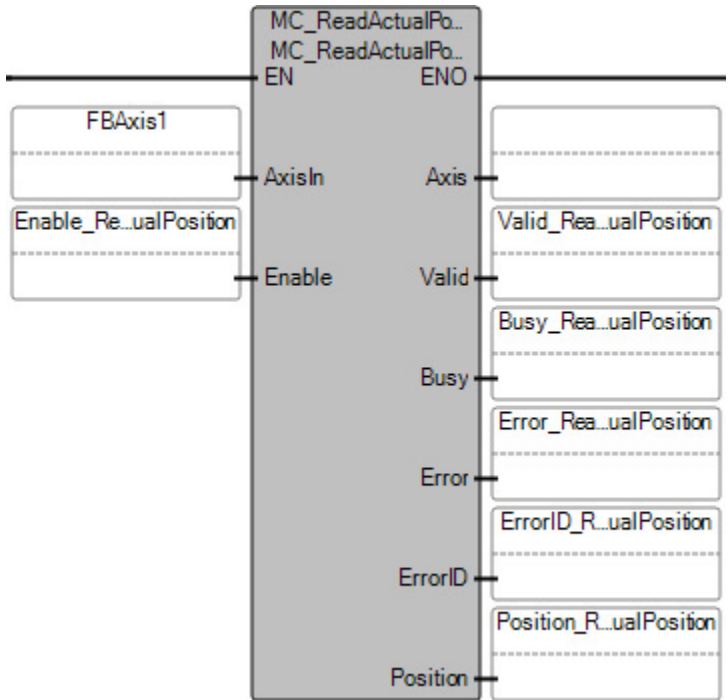 MC_ReadActualPo...
MC_ReadActualPo...
EN ENO
FBAxis1
AxisIn Axis
Enable_Re...ualPosition
Valid_Rea...ualPosition
Enable Valid
Busy_Rea...ualPosition
Busy
Error_Rea...ualPosition
Error
ErrorID_R...ualPosition
ErrorID
Position_R...ualPosition
Position